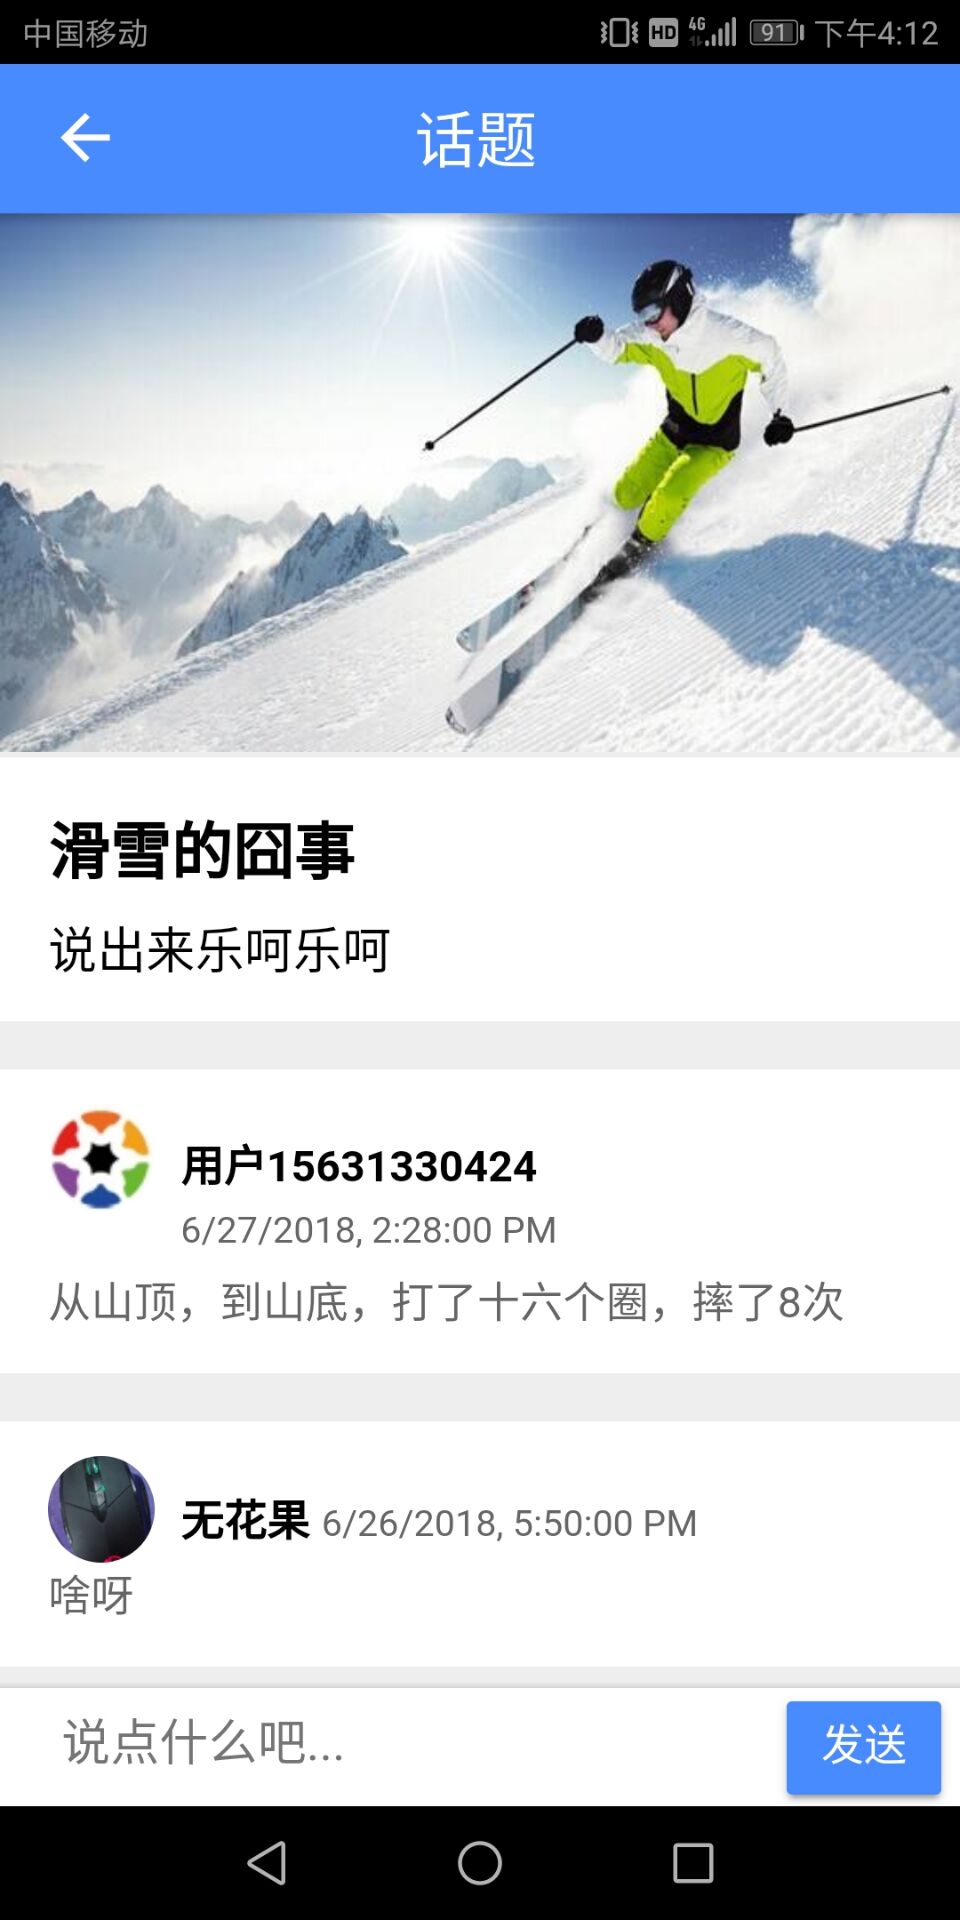 中国移动 HD 4G 91 下午4:12
话题
滑雪的囧事
说出来乐呵乐呵
用户15631330424
6/27/2018, 2:28:00 PM
从山顶，到山底，打了十六个圈，摔了8次
无花果 6/26/2018, 5:50:00 PM
啥呀
说点什么吧... 发送